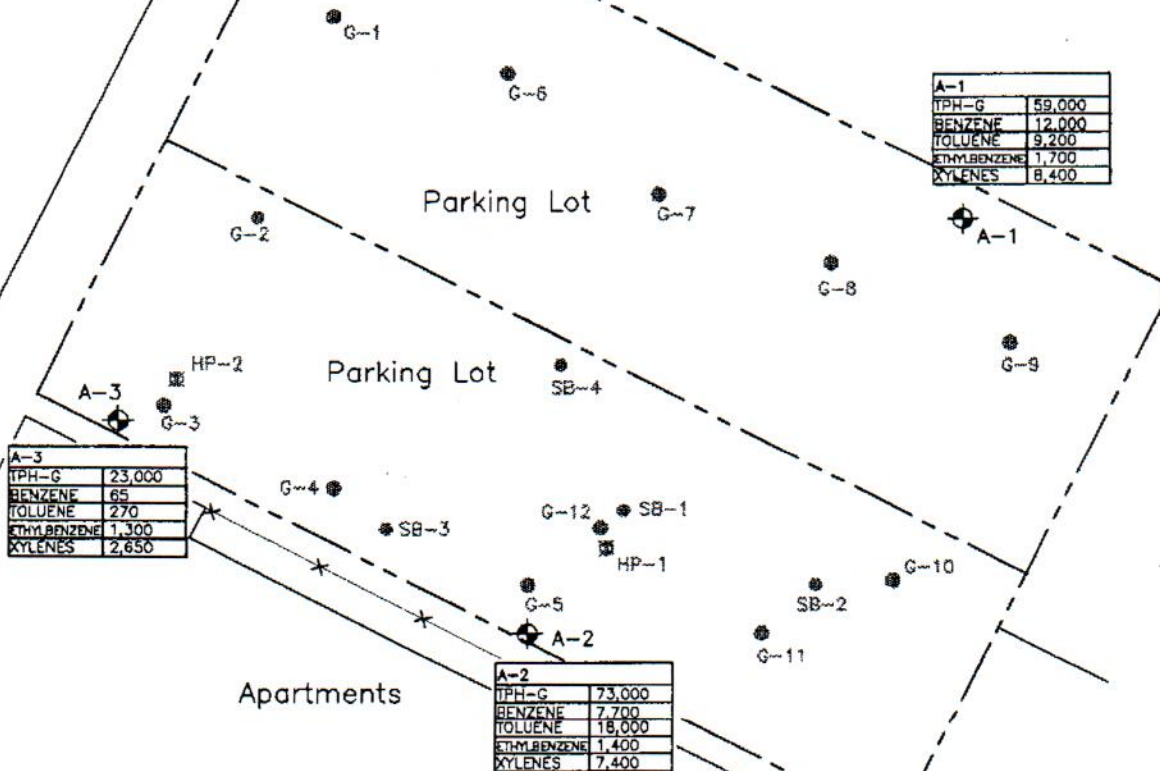 G-1
G-6
A-1
TPH-G 59,000
BENZENE 12,000
TOLUENE 9,200
ETHYLBENZENE 1,700
XYLENES 8,400
Parking Lot
G-7
G-2
A-1
G-8
G-9
HP-2
Parking Lot
SB-4
A-3
G-3
A-3
TPH-G 23,000
BENZENE 65
TOLUENE 270
ETHYLBENZENE 1,300
XYLENES 2,650
G-4
SB-3
G-12
SB-1
HP-1
G-10
G-5
SB-2
A-2
G-11
Apartments
A-2
TPH-G 73,000
BENZENE 7,700
TOLUENE 18,000
ETHYLBENZENE 1,400
XYLENES 7,400